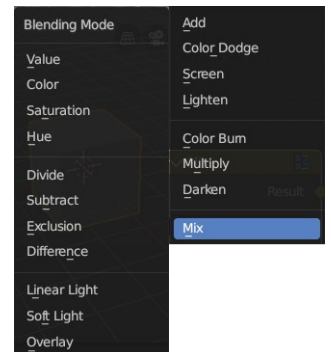 Blending Mode
Value
Color
Saturation
Hue
Divide
Subtract
Exclusion
Difference
Linear Light
Soft Light
Overlay
Add
Color Dodge
Screen
Lighten
Color Burn
Multiply
Darken
Result
Mix